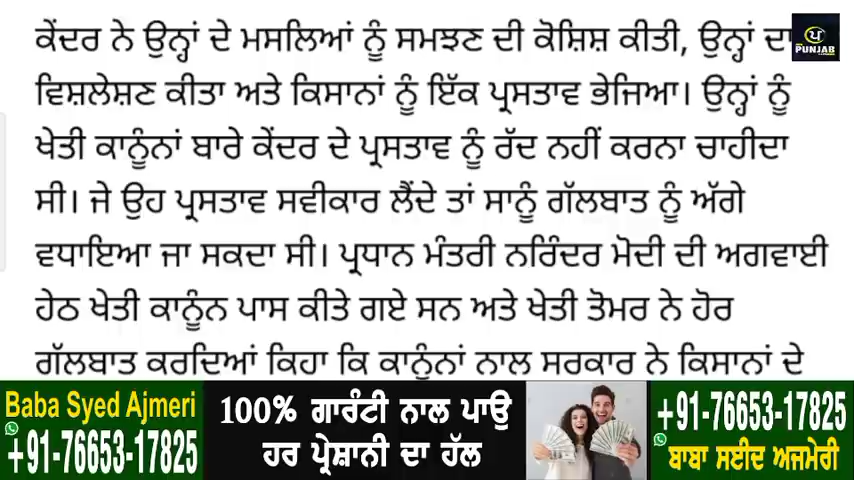 ਕੇਂਦਰ ਨੇ ਉਨ੍ਹਾਂ ਦੇ ਮਸਲਿਆਂ ਨੂੰ ਸਮਝਣ ਦੀ ਕੋਸ਼ਿਸ਼ ਕੀਤੀ, ਉਨ੍ਹਾਂ ਦਾ
ਵਿਸ਼ਲੇਸ਼ਣ ਕੀਤਾ ਅਤੇ ਕਿਸਾਨਾਂ ਨੂੰ ਇੱਕ ਪ੍ਰਸਤਾਵ ਭੇਜਿਆ। ਉਨ੍ਹਾਂ ਨੂੰ
ਖੇਤੀ ਕਾਨੂੰਨਾਂ ਬਾਰੇ ਕੇਂਦਰ ਦੇ ਪ੍ਰਸਤਾਵ ਨੂੰ ਰੱਦ ਨਹੀਂ ਕਰਨਾ ਚਾਹੀਦਾ
ਸੀ। ਜੇ ਉਹ ਪ੍ਰਸਤਾਵ ਸਵੀਕਾਰ ਲੈਂਦੇ ਤਾਂ ਸਾਨੂੰ ਗੱਲਬਾਤ ਨੂੰ ਅੱਗੇ
ਵਧਾਇਆ ਜਾ ਸਕਦਾ ਸੀ। ਪ੍ਰਧਾਨ ਮੰਤਰੀ ਨਰਿੰਦਰ ਮੋਦੀ ਦੀ ਅਗਵਾਈ
ਹੇਠ ਖੇਤੀ ਕਾਨੂੰਨ ਪਾਸ ਕੀਤੇ ਗਏ ਸਨ ਅਤੇ ਖੇਤੀ ਤੋਮਰ ਨੇ ਹੋਰ
ਗੱਲਬਾਤ ਕਰਦਿਆਂ ਕਿਹਾ ਕਿ ਕਾਨੂੰਨਾਂ ਨਾਲ ਸਰਕਾਰ ਨੇ ਕਿਸਾਨਾਂ ਦੇ
ਪ
PUNJAB
Baba Syed Ajmeri
+91-76653-17825
100% ਗਾਰੰਟੀ ਨਾਲ ਪਾਉ
ਹਰ ਪ੍ਰੇਸ਼ਾਨੀ ਦਾ ਹੱਲ
+91-76653-17825
ਬਾਬਾ ਸਈਦ ਅਜਮੇਰੀ